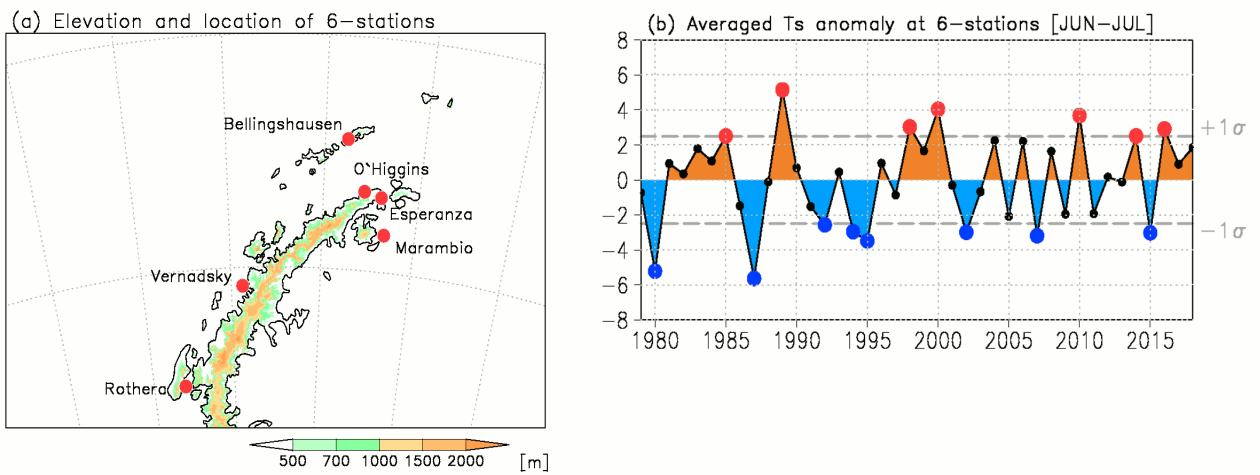 (a) Elevation and location of 6-stations
Bellingshausen
O`Higgins
Esperanza
Marambio
Vernadsky
Rothera
500 700 1000 1500 2000 [m]
(b) Averaged Ts anomaly at 6-stations [JUN-JUL]
8
6
4
2
0
-2
-4
-6
-8
+1σ
-1σ
1980 1985 1990 1995 2000 2005 2010 2015